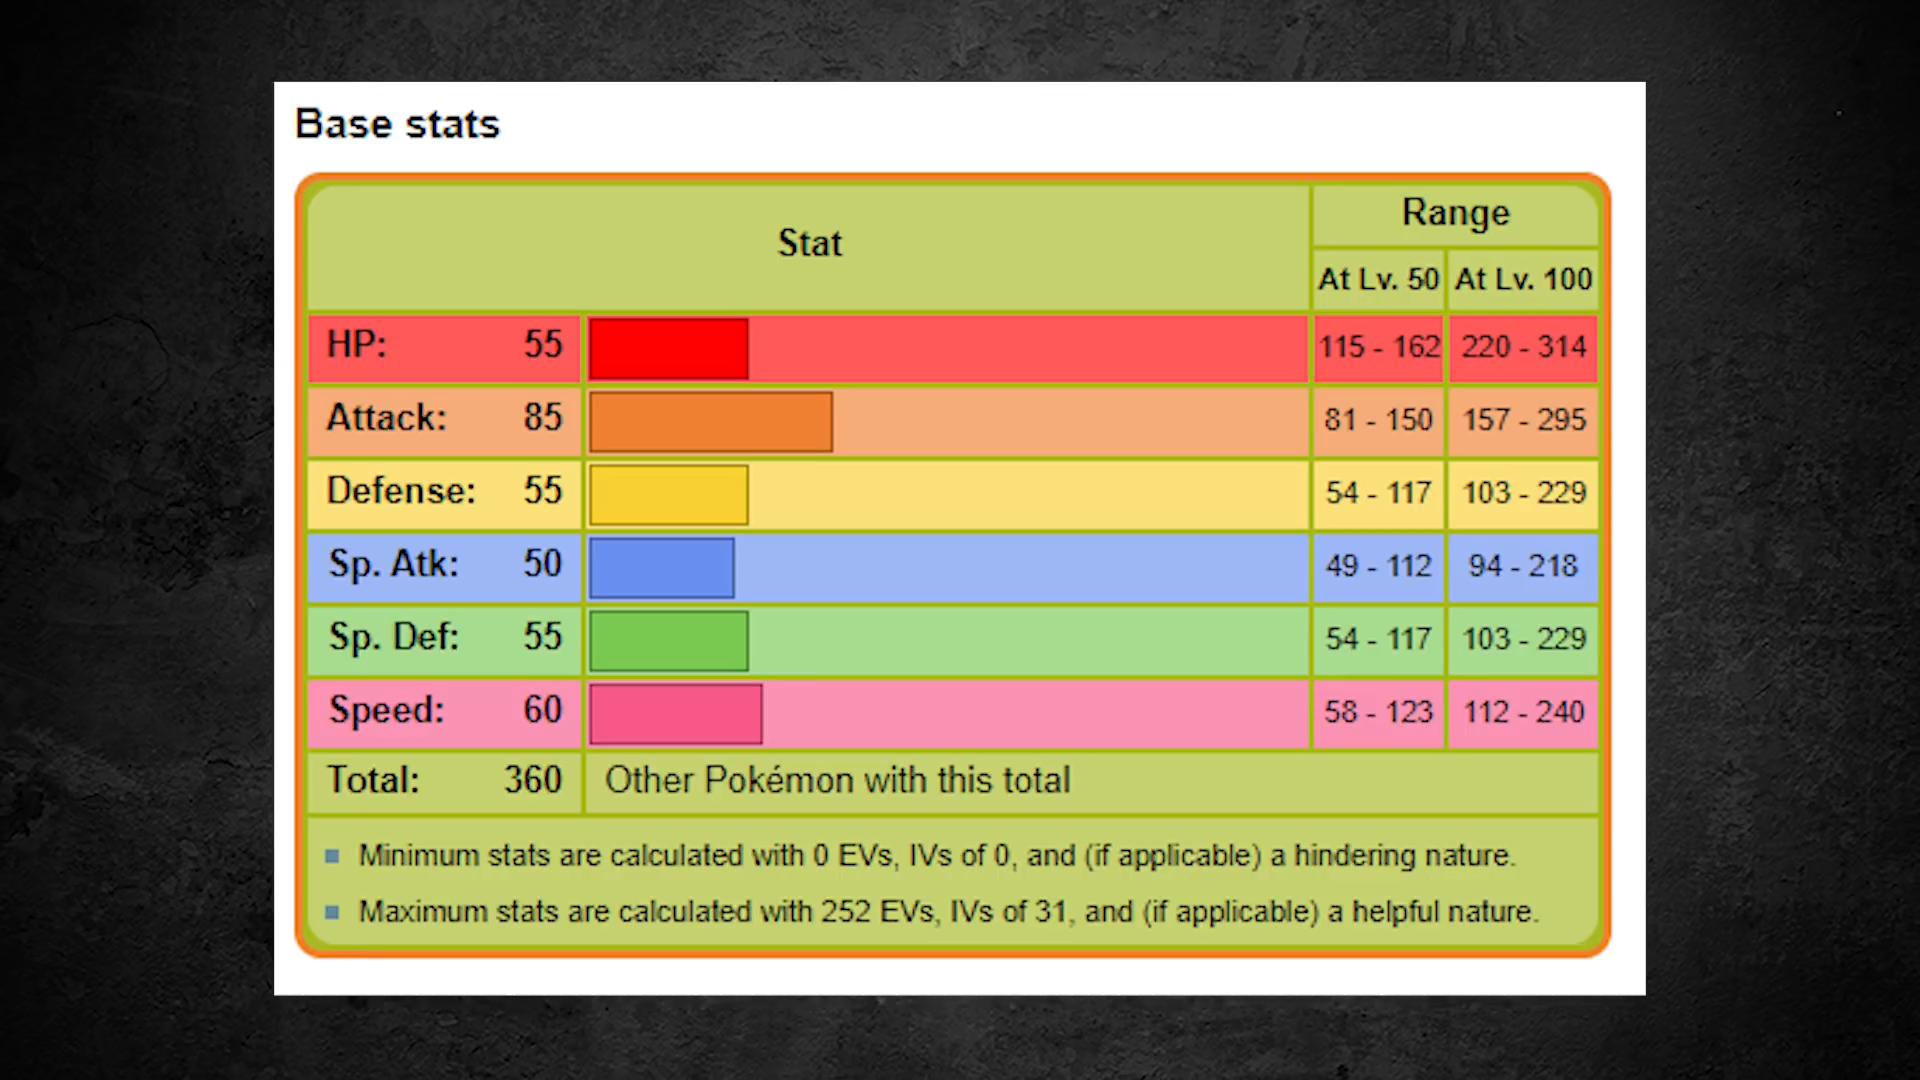 Base stats
Stat
Range
At Lv. 50 At Lv. 100
HP: 55 115 - 162 220 - 314
Attack: 85 81 - 150 157 - 295
Defense: 55 54 - 117 103 - 229
Sp. Atk: 50 49 - 112 94 - 218
Sp. Def: 55 54 - 117 103 - 229
Speed: 60 58 - 123 112 - 240
Total: 360 Other Pokémon with this total
Minimum stats are calculated with 0 EVs, IVs of 0, and (if applicable) a hindering nature.
Maximum stats are calculated with 252 EVs, IVs of 31, and (if applicable) a helpful nature.